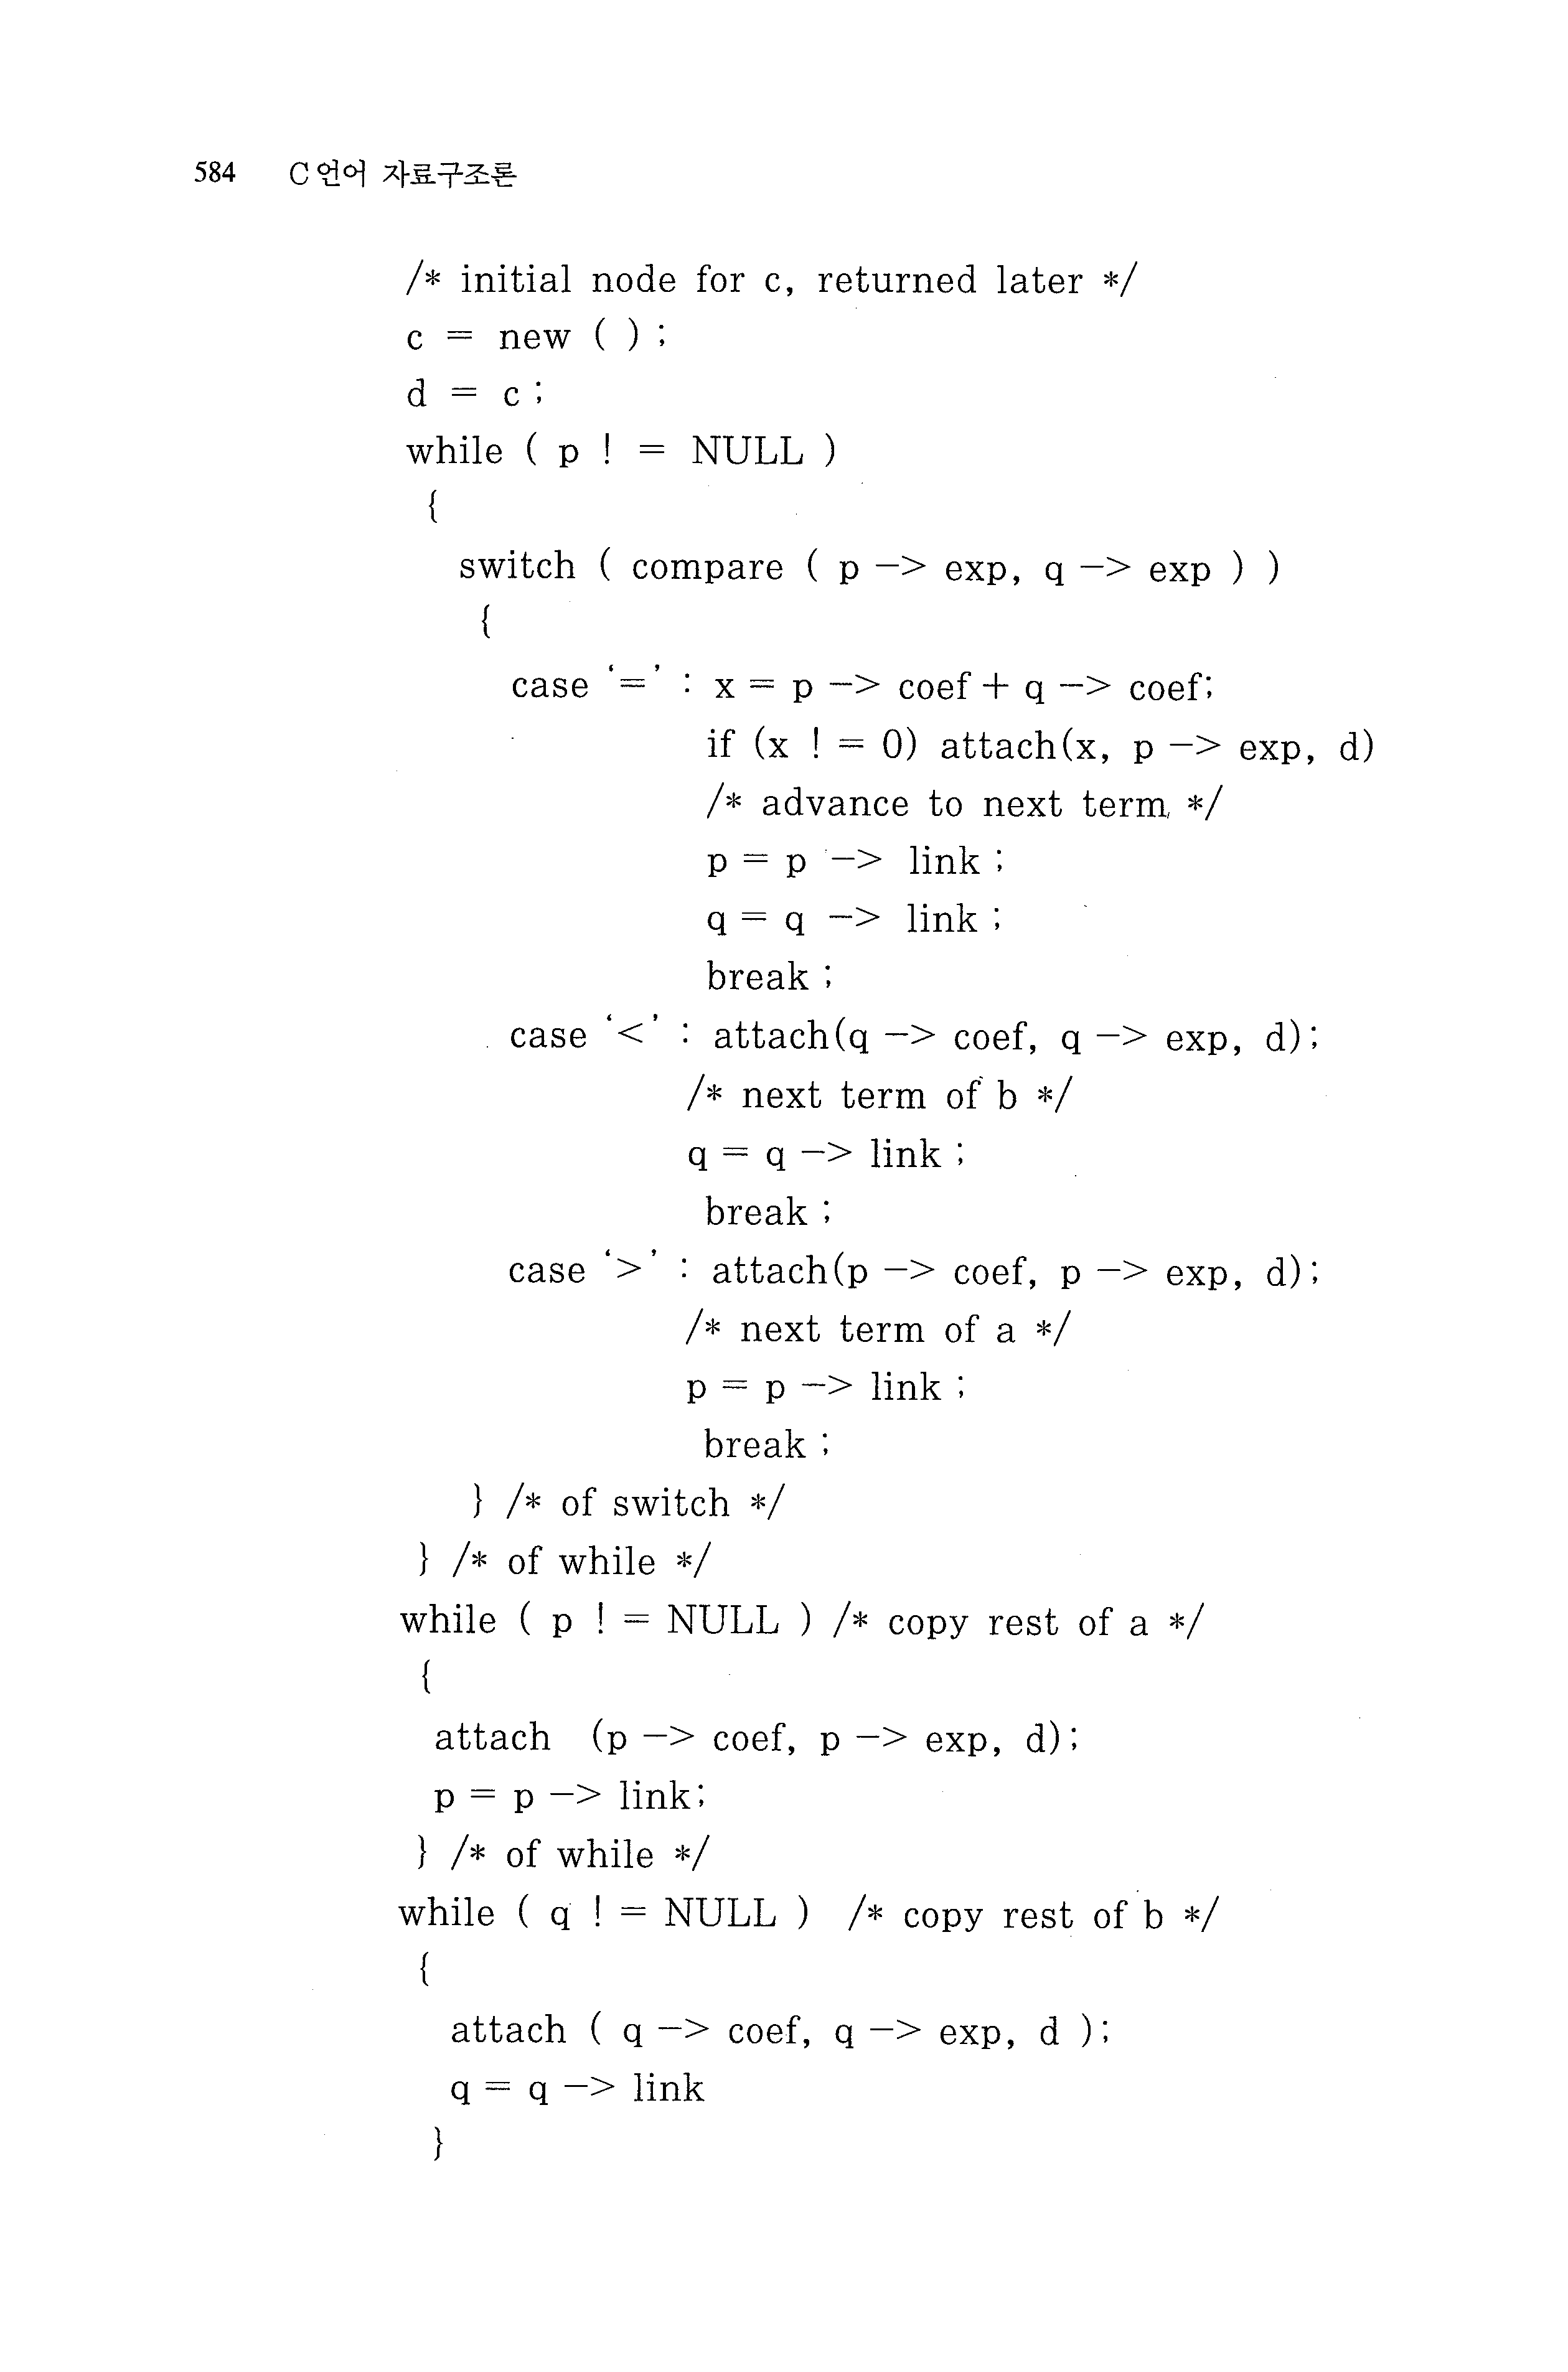 584 C언어 자료구조론
/* initial node for c, returned later */
c = new ( ) ;
d = c ;
while ( p ! = NULL )
{
switch ( compare ( p −> exp, q −> exp ) )
{
case ‘=’ : x = p −> coef + q −> coef;
if (x ! = 0) attach(x, p −> exp, d)
/* advance to next term, */
p = p −> link ;
q = q −> link ;
break ;
case ‘<’ : attach(q −> coef, q −> exp, d);
/* next term of b */
q = q −> link ;
break ;
case ‘>’ : attach(p −> coef, p −> exp, d);
/* next term of a */
p = p −> link ;
break ;
} /* of switch */
} /* of while */
while ( p ! = NULL ) /* copy rest of a */
{
attach (p −> coef, p −> exp, d);
p = p −> link;
} /* of while */
while ( q ! = NULL ) /* copy rest of b */
{
attach ( q −> coef, q −> exp, d );
q = q −> link
}